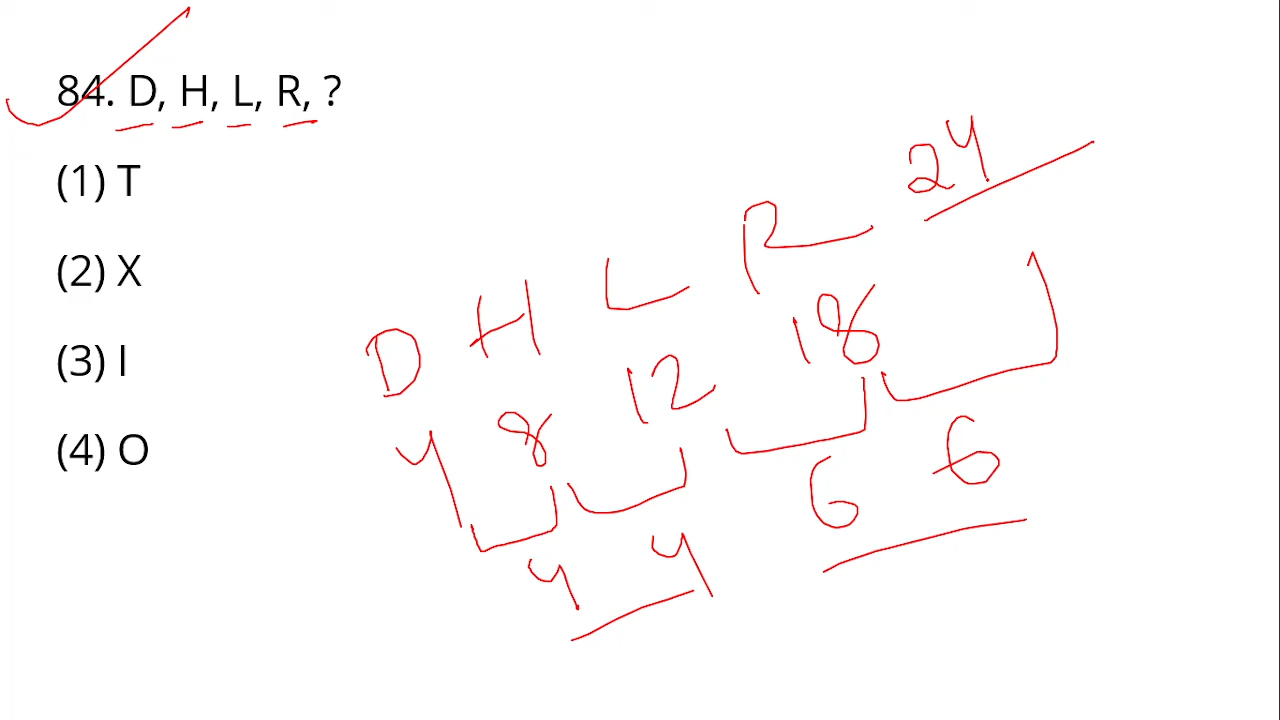 84. D, H, L, R, ?
(1) T
(2) X
(3) I
(4) O
D H L R 24
4 8 12 18
4 4 6 6